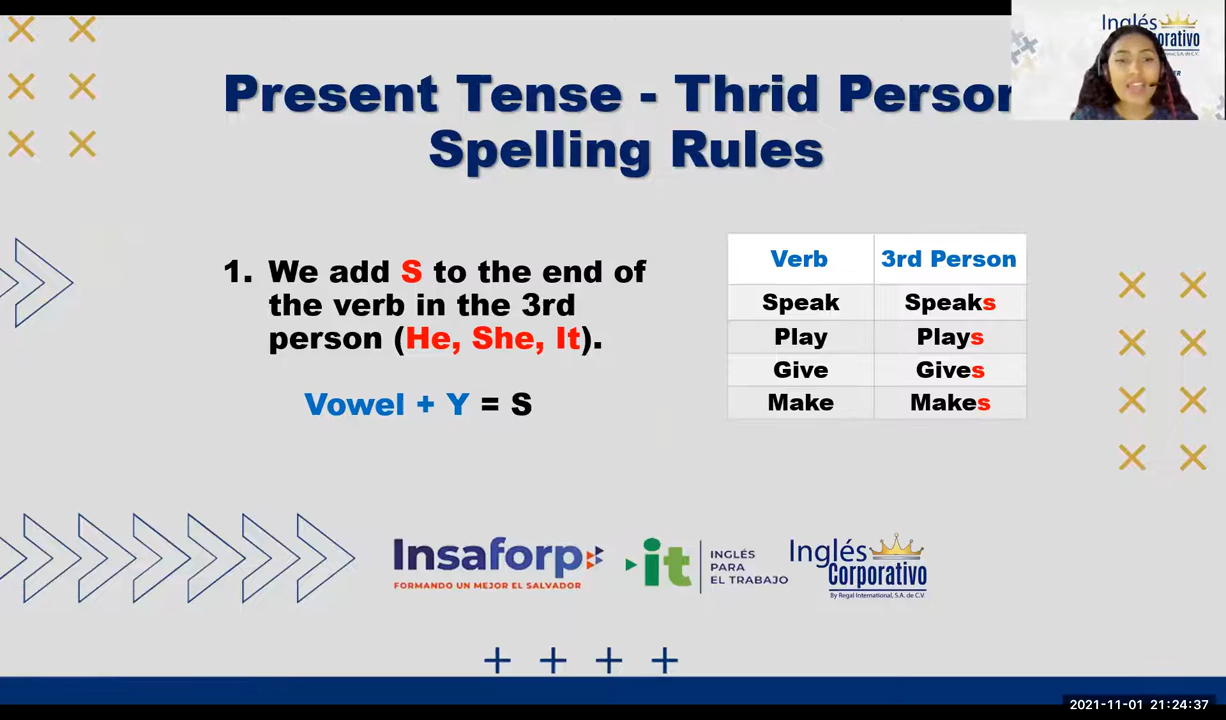 Present Tense - Thrid Person
Spelling Rules
1. We add S to the end of
the verb in the 3rd
person (He, She, It).
Vowel + Y = S
Verb 3rd Person
Speak Speaks
Play Plays
Give Gives
Make Makes
Insaforp
FORMANDO UN MEJOR EL SALVADOR
it
INGLÉS
PARA
EL TRABAJO
Inglés
Corporativo
By Regal International, S.A. de C.V.
Inglés
2021-11-01 21:24:37